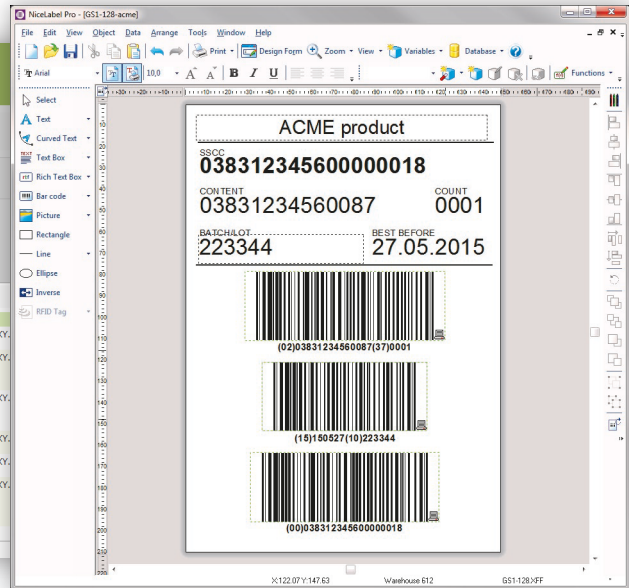 NiceLabel Pro - [GS1-128-acme]
File Edit View Object Data Arrange Tools Window Help
Print Design Form Zoom View Variables Database
Arial 10,0 B I U Functions
Select
Text
Curved Text
Text Box
Rich Text Box
Bar code
Picture
Rectangle
Line
Ellipse
Inverse
RFID Tag
ACME product
SSCC
038312345600000018
CONTENT COUNT
03831234560087 0001
BATCH/LOT BEST BEFORE
223344 27.05.2015
(02)03831234560087(37)0001
(15)150527(10)223344
(00)038312345600000018
X:122.07 Y:147.63 Warehouse 612 GS1-128.XFF